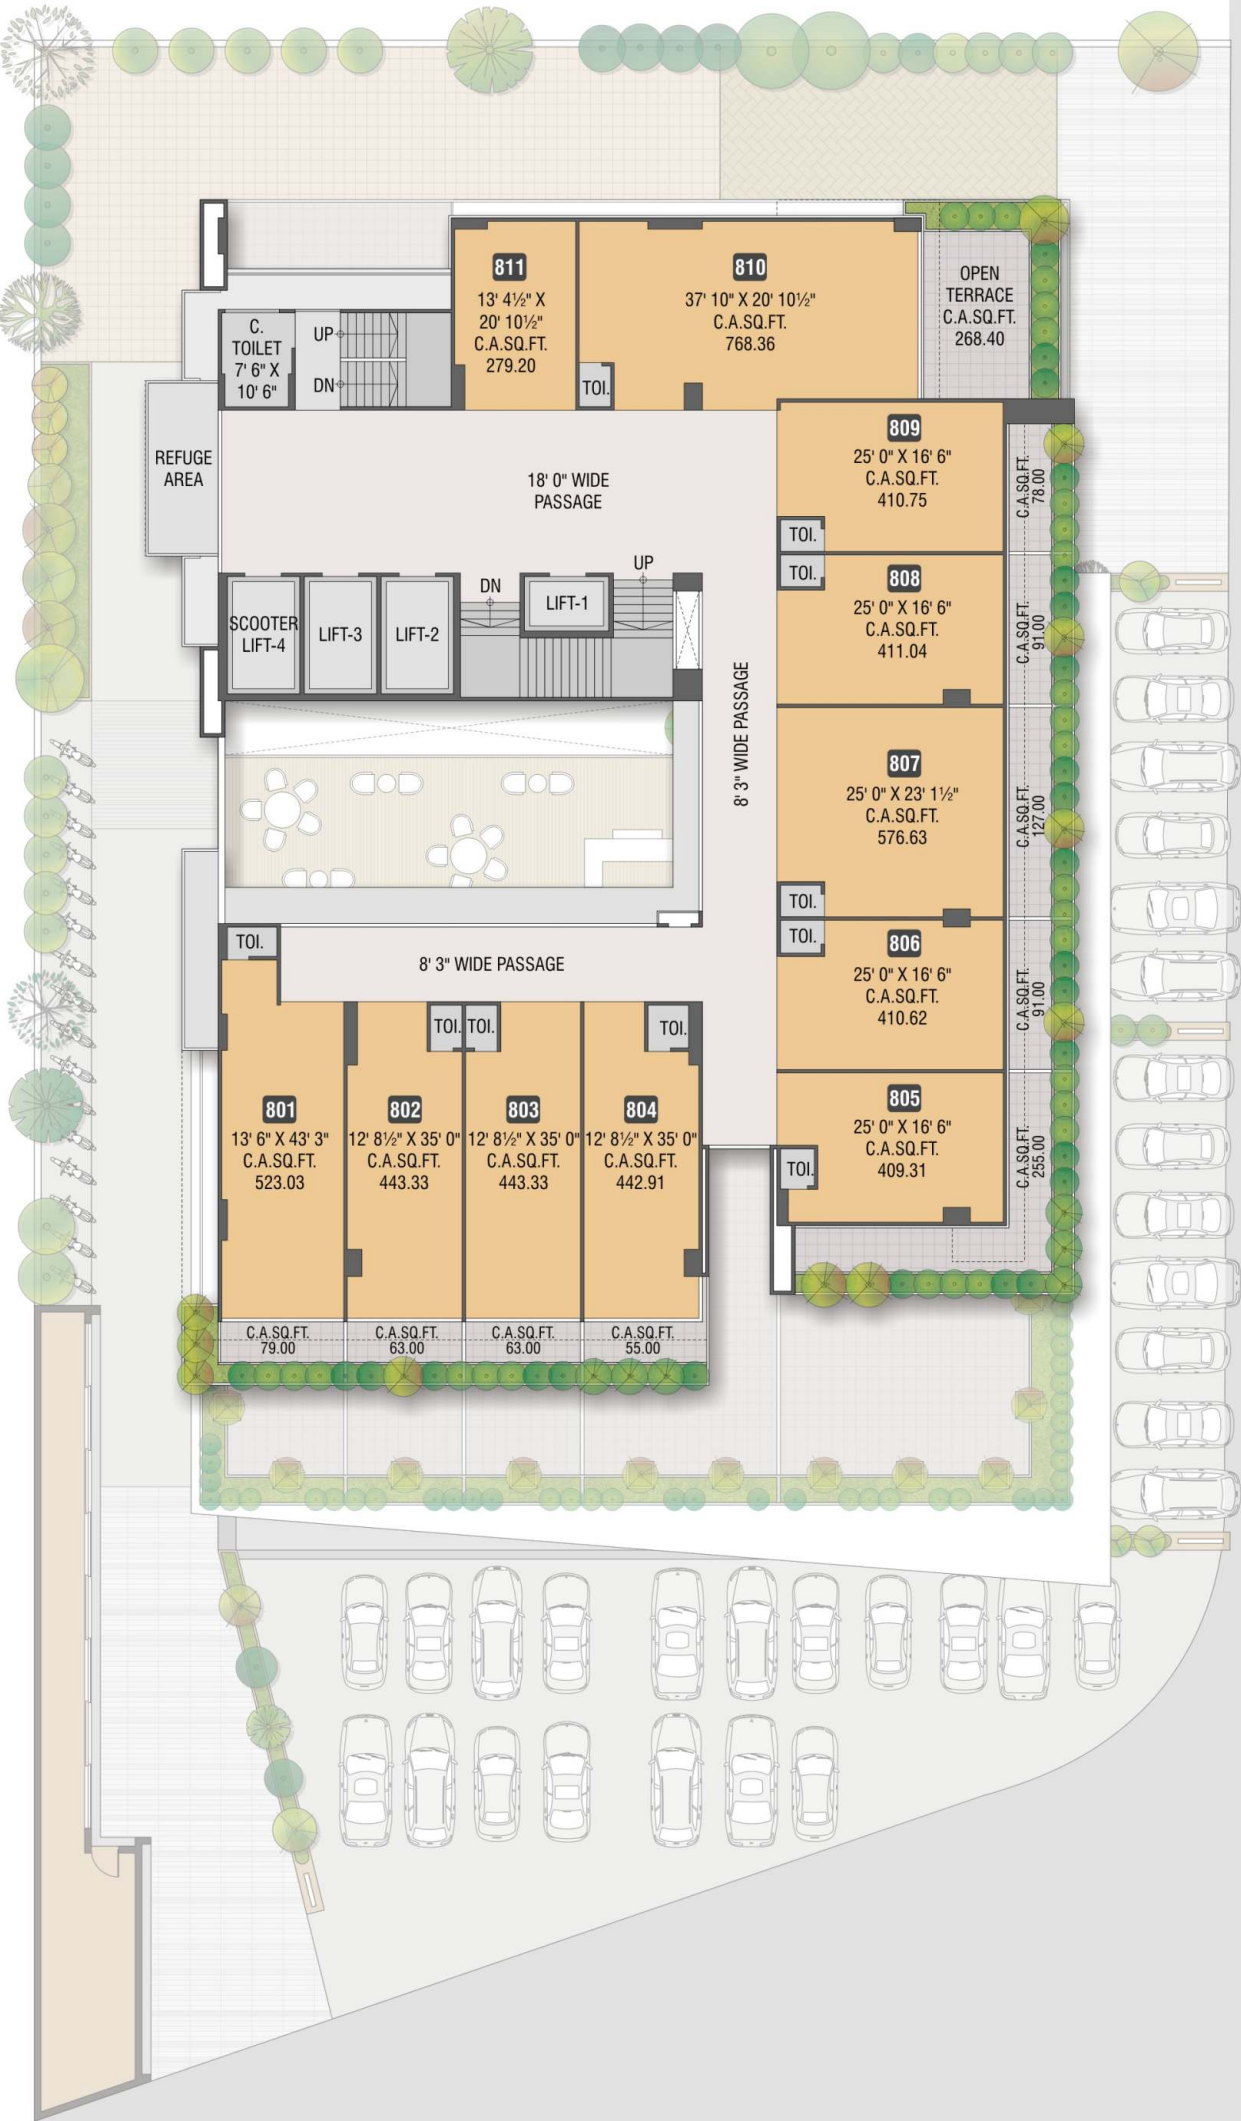 811
13' 4½" X
20' 10½"
C.A.SQ.FT.
279.20
810
37' 10" X 20' 10½"
C.A.SQ.FT.
768.36
TOI.
OPEN
TERRACE
C.A.SQ.FT.
268.40
C.
TOILET
7' 6" X
10' 6"
UP
DN
REFUGE
AREA
18' 0" WIDE
PASSAGE
809
25' 0" X 16' 6"
C.A.SQ.FT.
410.75
TOI.
C.A.SQ.FT.
78.00
TOI.
808
25' 0" X 16' 6"
C.A.SQ.FT.
411.04
C.A.SQ.FT.
91.00
SCOOTER
LIFT-4
LIFT-3
LIFT-2
DN
LIFT-1
UP
8' 3" WIDE PASSAGE
807
25' 0" X 23' 1½"
C.A.SQ.FT.
576.63
TOI.
C.A.SQ.FT.
127.00
TOI.
806
25' 0" X 16' 6"
C.A.SQ.FT.
410.62
C.A.SQ.FT.
91.00
TOI.
8' 3" WIDE PASSAGE
TOI.
TOI.
TOI.
801
13' 6" X 43' 3"
C.A.SQ.FT.
523.03
802
12' 8½" X 35' 0"
C.A.SQ.FT.
443.33
803
12' 8½" X 35' 0"
C.A.SQ.FT.
443.33
804
12' 8½" X 35' 0"
C.A.SQ.FT.
442.91
805
25' 0" X 16' 6"
C.A.SQ.FT.
409.31
TOI.
C.A.SQ.FT.
255.00
C.A.SQ.FT.
79.00
C.A.SQ.FT.
63.00
C.A.SQ.FT.
63.00
C.A.SQ.FT.
55.00